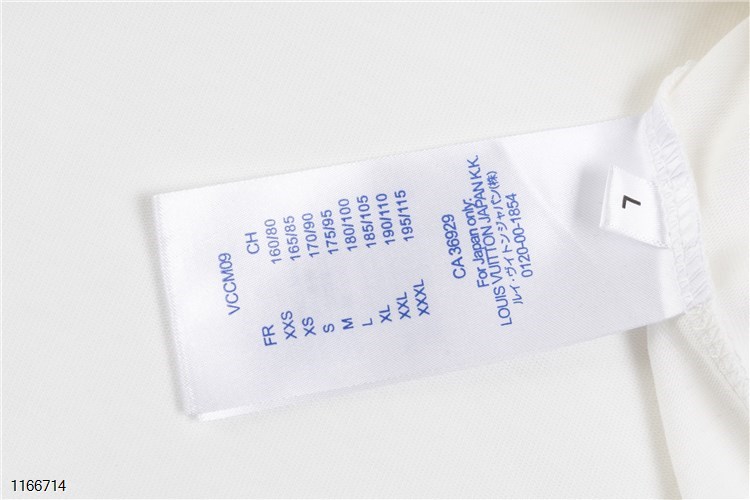 VCCM09
FR CH
XXS 160/80
XS 165/85
S 170/90
M 175/95
L 180/100
XL 185/105
XXL 190/110
XXXL 195/115
CA 36929
For Japan only:
LOUIS VUITTON JAPAN K.K.
ルイ・ヴィトンジャパン(株)
0120-00-1854
7
1166714